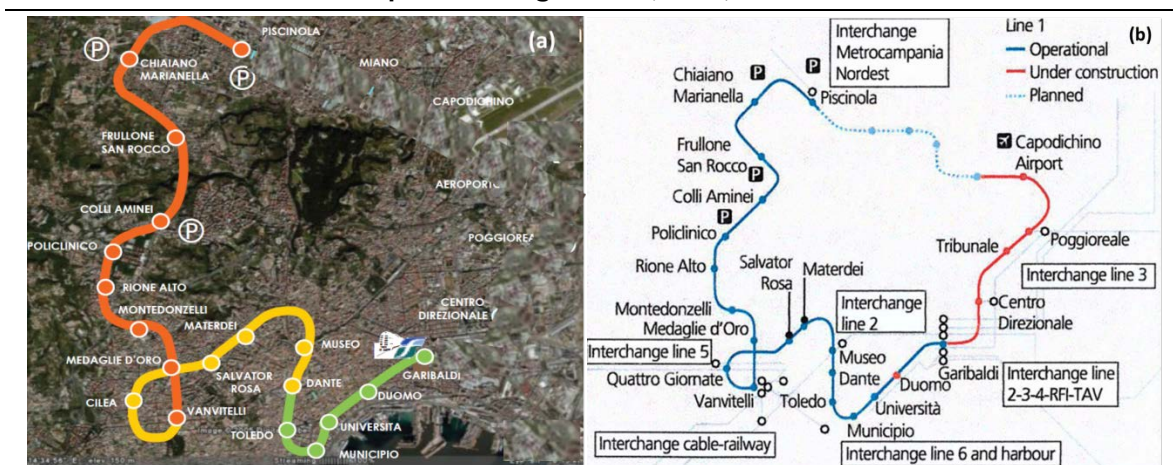 (a)
PISCINOLA
P
P
CHIAIANO
MARIANELLA
MIANO
CAPODICHINO
FRULLONE
SAN ROCCO
AEROPORTO
COLLI AMINEI
P
POLICLINICO
POGGIOREA
RIONE ALTO
CENTRO
DIREZIONALE
MONTEDONZELLI
MATERDEI
MUSEO
MEDAGLIE D'ORO
SALVATOR
ROSA
DANTE
GARIBALDI
CILEA
DUOMO
VANVITELLI
TOLEDO
UNIVERSITA
MUNICIPIO
(b)
Line 1
Operational
Under construction
Planned
Interchange
Metrocampania
Nordest
Chiaiano
Marianella
P
P
Piscinola
Frullone
San Rocco
P
Capodichino
Airport
Colli Aminei
P
Policlinico
Tribunale
Poggioreale
Rione Alto
Salvator
Rosa
Materdei
Interchange line 3
Montedonzelli
Medaglie d'Oro
Interchange
line 2
Centro
Direzionale
Interchange line 5
Museo
Quattro Giornate
Dante
Duomo
Garibaldi
Interchange line
2-3-4-RFI-TAV
Vanvitelli
Toledo
Università
Municipio
Interchange cable-railway
Interchange line 6 and harbour